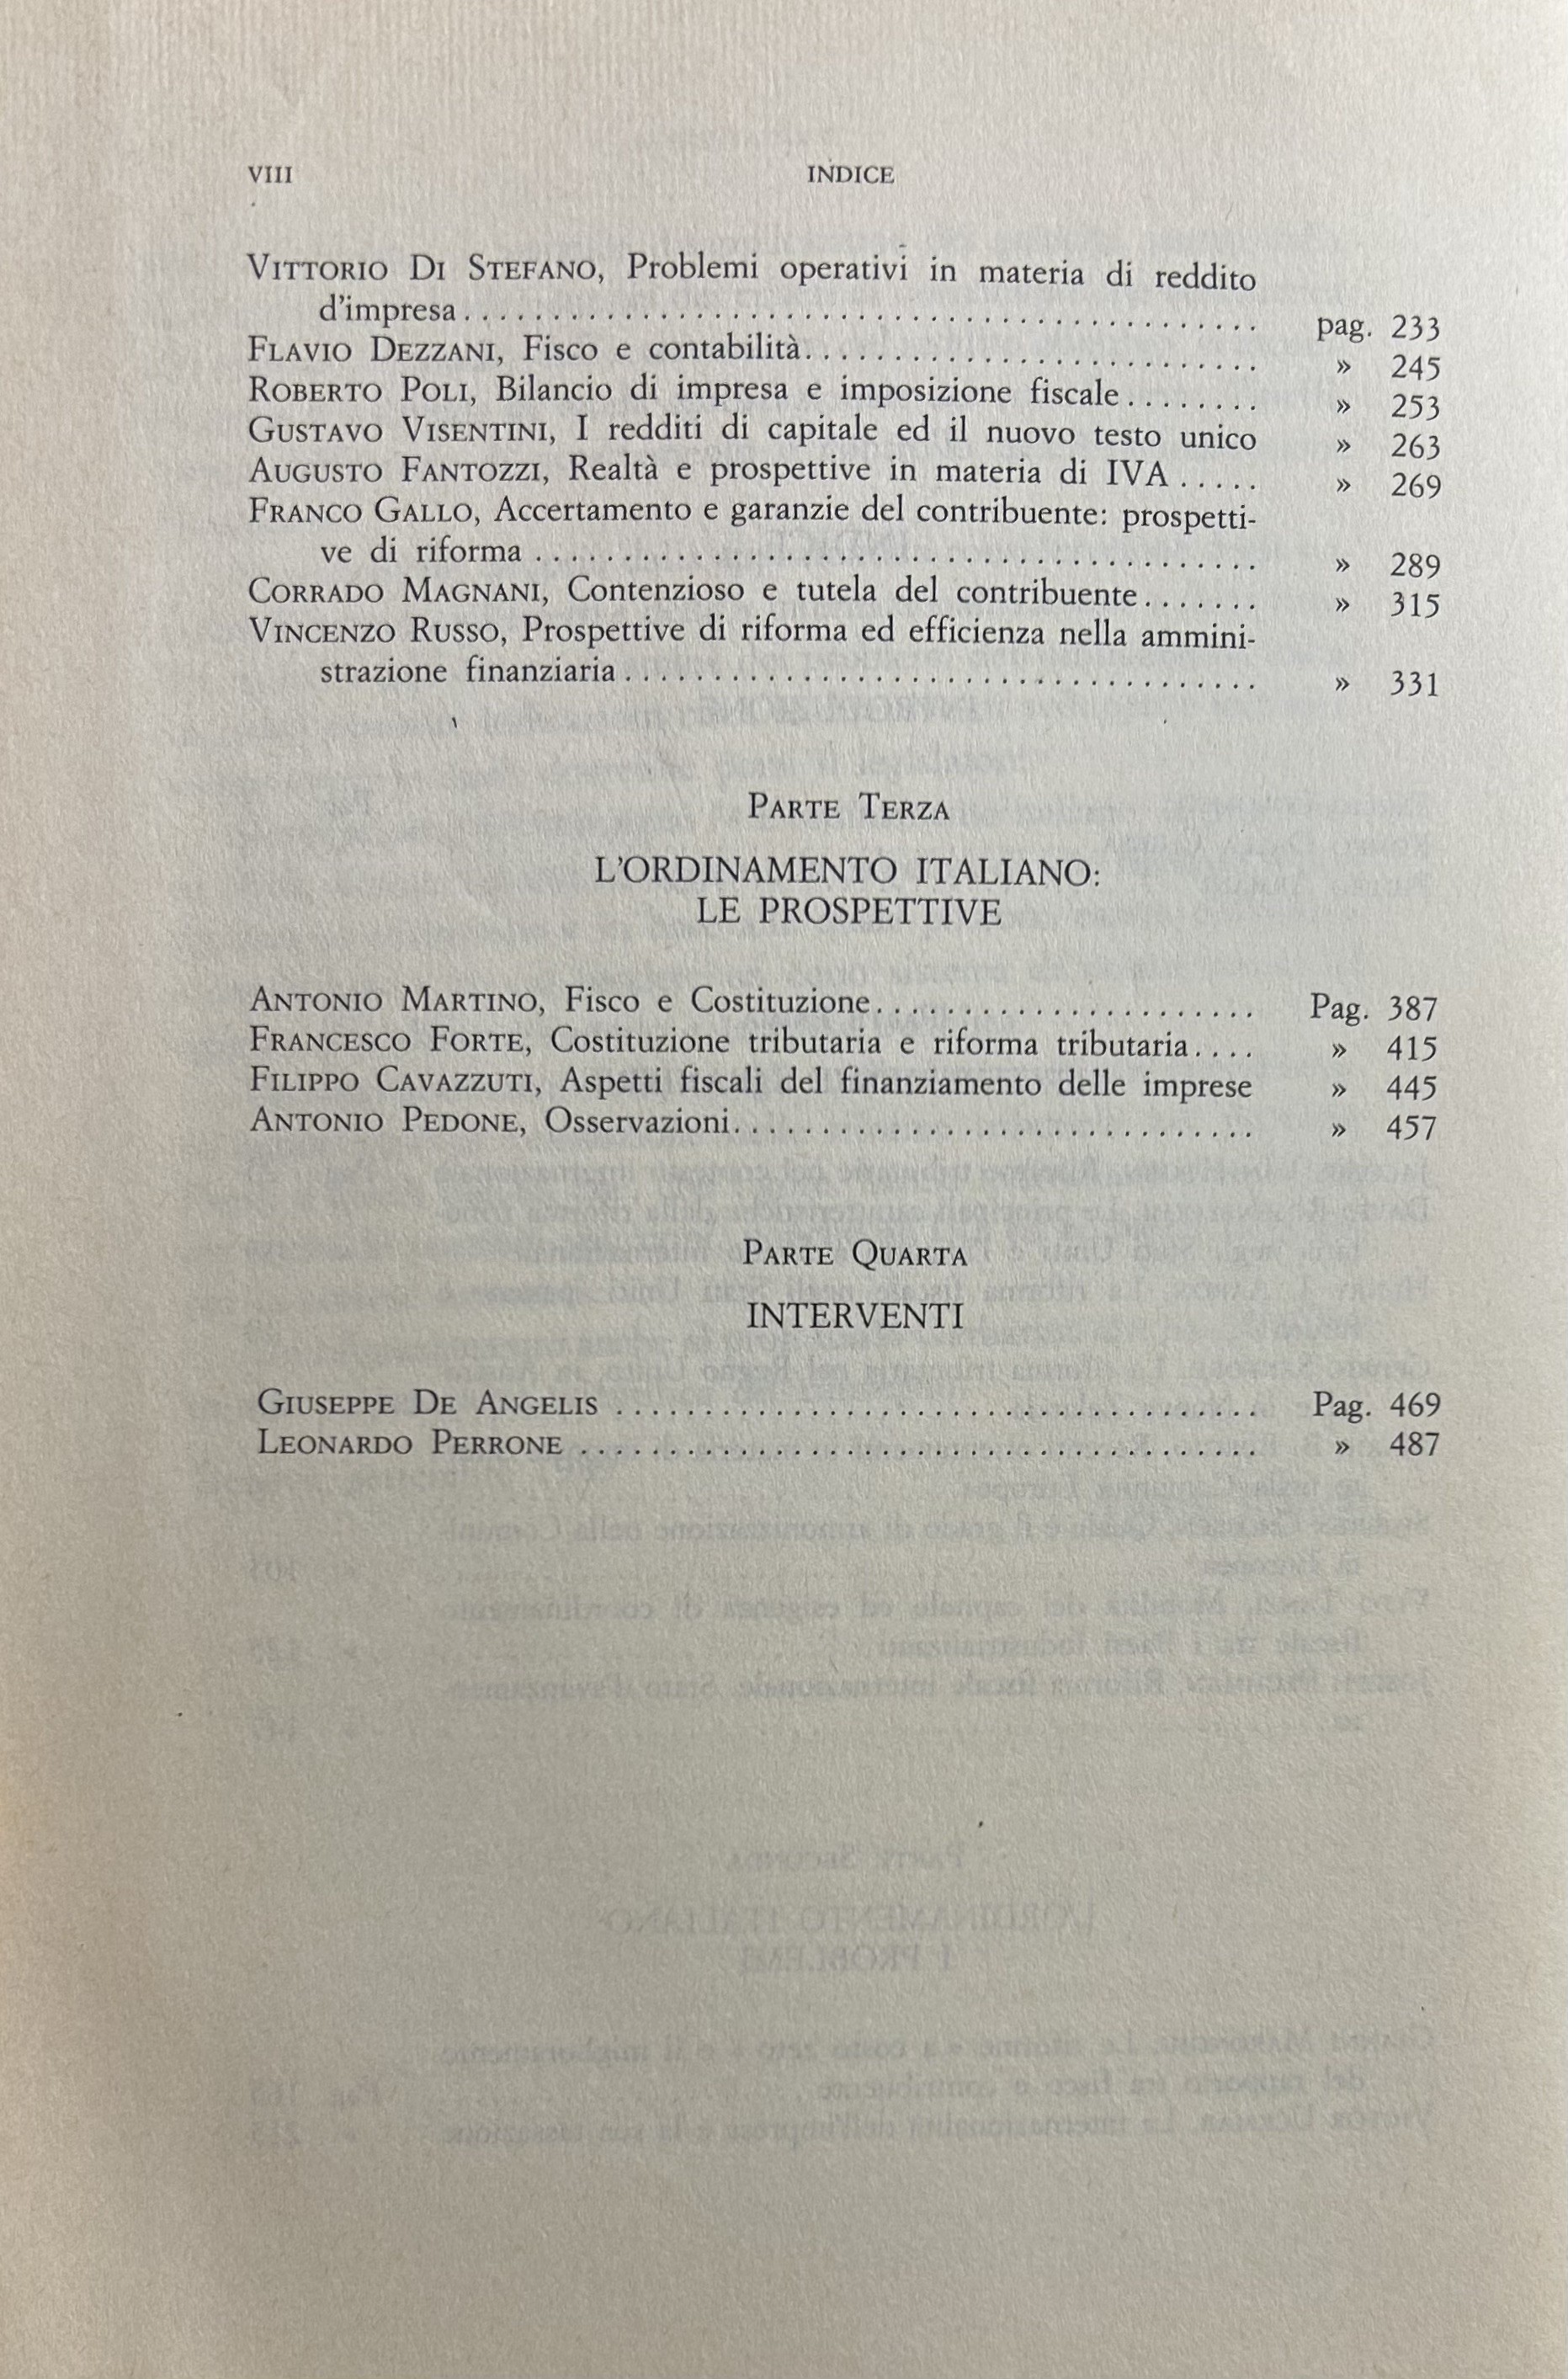 VIII INDICE
VITTORIO DI STEFANO, Problemi operativi in materia di reddito
d'impresa............................................ pag. 233
FLAVIO DEZZANI, Fisco e contabilità......................... » 245
ROBERTO POLI, Bilancio di impresa e imposizione fiscale........ » 253
GUSTAVO VISENTINI, I redditi di capitale ed il nuovo testo unico » 263
AUGUSTO FANTOZZI, Realtà e prospettive in materia di IVA..... » 269
FRANCO GALLO, Accertamento e garanzie del contribuente: prospetti-
ve di riforma........................................ » 289
CORRADO MAGNANI, Contenzioso e tutela del contribuente....... » 315
VINCENZO RUSSO, Prospettive di riforma ed efficienza nella ammini-
strazione finanziaria................................... » 331
PARTE TERZA
L'ORDINAMENTO ITALIANO:
LE PROSPETTIVE
ANTONIO MARTINO, Fisco e Costituzione...................... Pag. 387
FRANCESCO FORTE, Costituzione tributaria e riforma tributaria.... » 415
FILIPPO CAVAZZUTI, Aspetti fiscali del finanziamento delle imprese » 445
ANTONIO PEDONE, Osservazioni.............................. » 457
PARTE QUARTA
INTERVENTI
GIUSEPPE DE ANGELIS..................................... Pag. 469
LEONARDO PERRONE....................................... » 487